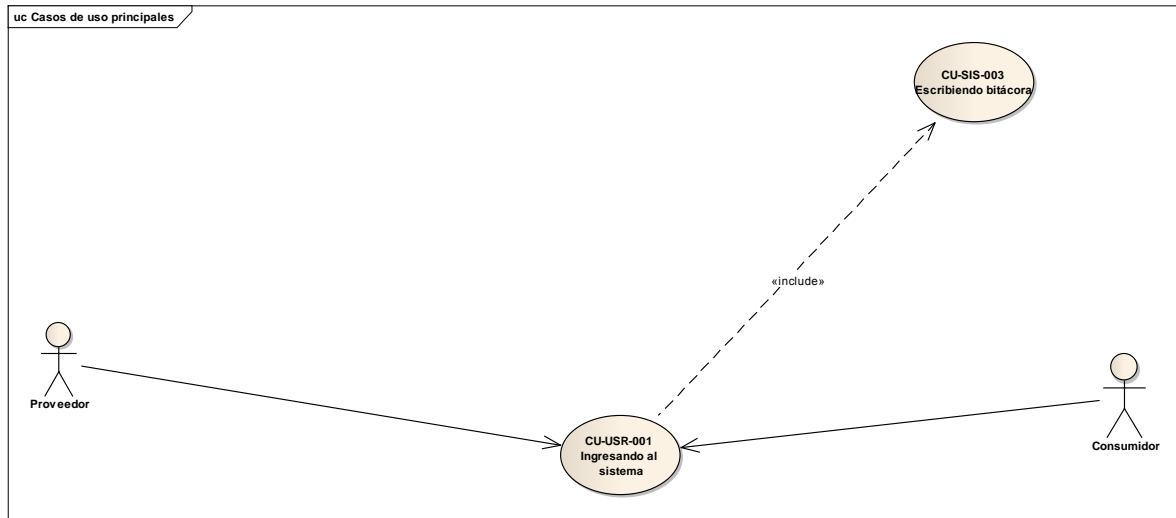 uc Casos de uso principales
CU-SIS-003
Escribiendo bitácora
«include»
Proveedor
CU-USR-001
Ingresando al
sistema
Consumidor